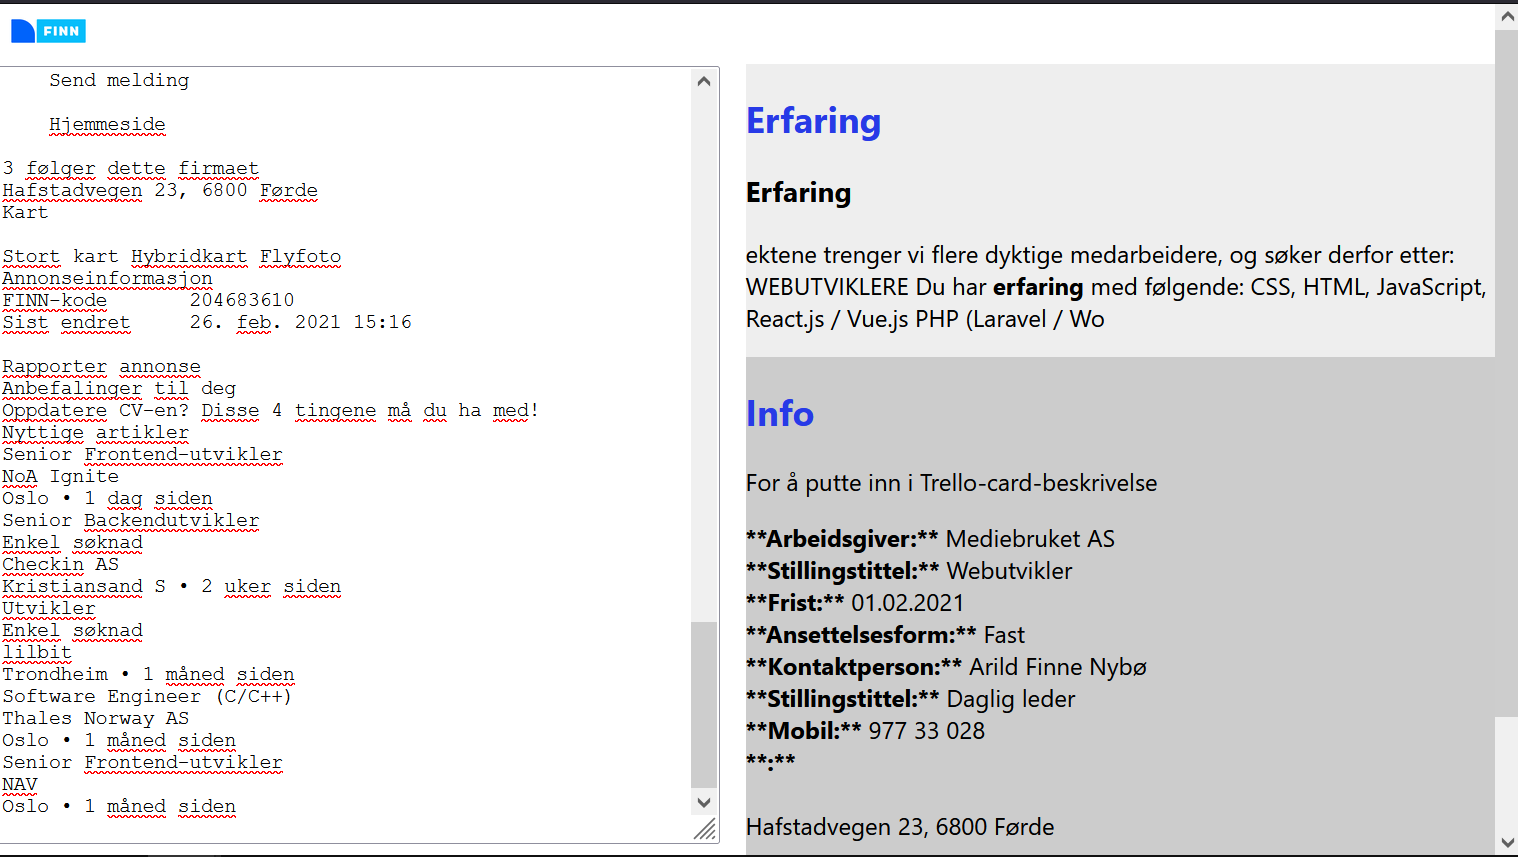 FINN
Send melding
Hjemmeside
3 følger dette firmaet
Hafstadvegen 23, 6800 Førde
Kart
Stort kart Hybridkart Flyfoto
Annonseinformasjon
FINN-kode 204683610
Sist endret 26. feb. 2021 15:16
Rapporter annonse
Anbefalinger til deg
Oppdatere CV-en? Disse 4 tingene må du ha med!
Nyttige artikler
Senior Frontend-utvikler
NoA Ignite
Oslo • 1 dag siden
Senior Backendutvikler
Enkel søknad
Checkin AS
Kristiansand S • 2 uker siden
Utvikler
Enkel søknad
lilbit
Trondheim • 1 måned siden
Software Engineer (C/C++)
Thales Norway AS
Oslo • 1 måned siden
Senior Frontend-utvikler
NAV
Oslo • 1 måned siden
Erfaring
Erfaring
ektene trenger vi flere dyktige medarbeidere, og søker derfor etter:
WEBUTVIKLERE Du har erfaring med følgende: CSS, HTML, JavaScript,
React.js / Vue.js PHP (Laravel / Wo
Info
For å putte inn i Trello-card-beskrivelse
**Arbeidsgiver:** Mediebruket AS
**Stillingstittel:** Webutvikler
**Frist:** 01.02.2021
**Ansettelsesform:** Fast
**Kontaktperson:** Arild Finne Nybø
**Stillingstittel:** Daglig leder
**Mobil:** 977 33 028
**:**
Hafstadvegen 23, 6800 Førde